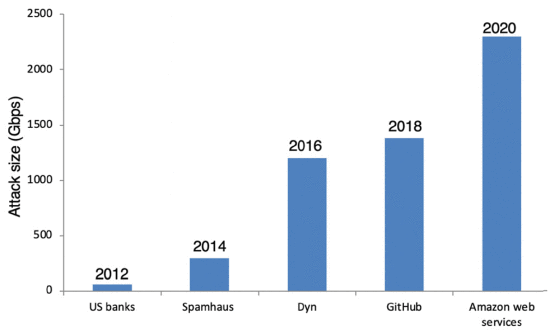 2500
2000
1500
1000
500
0
Attack size (Gbps)
2012
2014
2016
2018
2020
US banks
Spamhaus
Dyn
GitHub
Amazon web
services